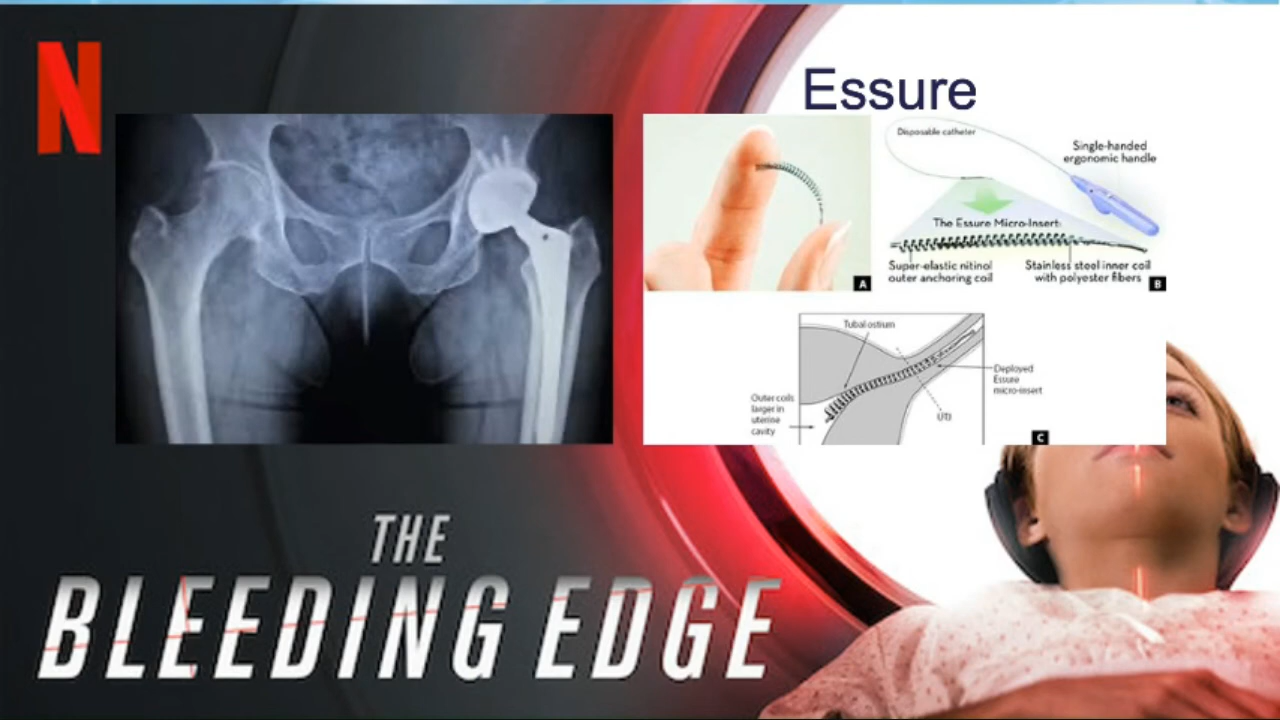 N
Essure
Disposable catheter
Single-handed
ergonomic handle
The Essure Micro-Insert:
Super-elastic nitinol
outer anchoring coil
Stainless steel inner coil
with polyester fibers
A
B
Tubal ostium
Deployed
Essure
micro-insert
Outer coils
larger in
uterine
cavity
UTJ
C
THE
BLEEDING EDGE